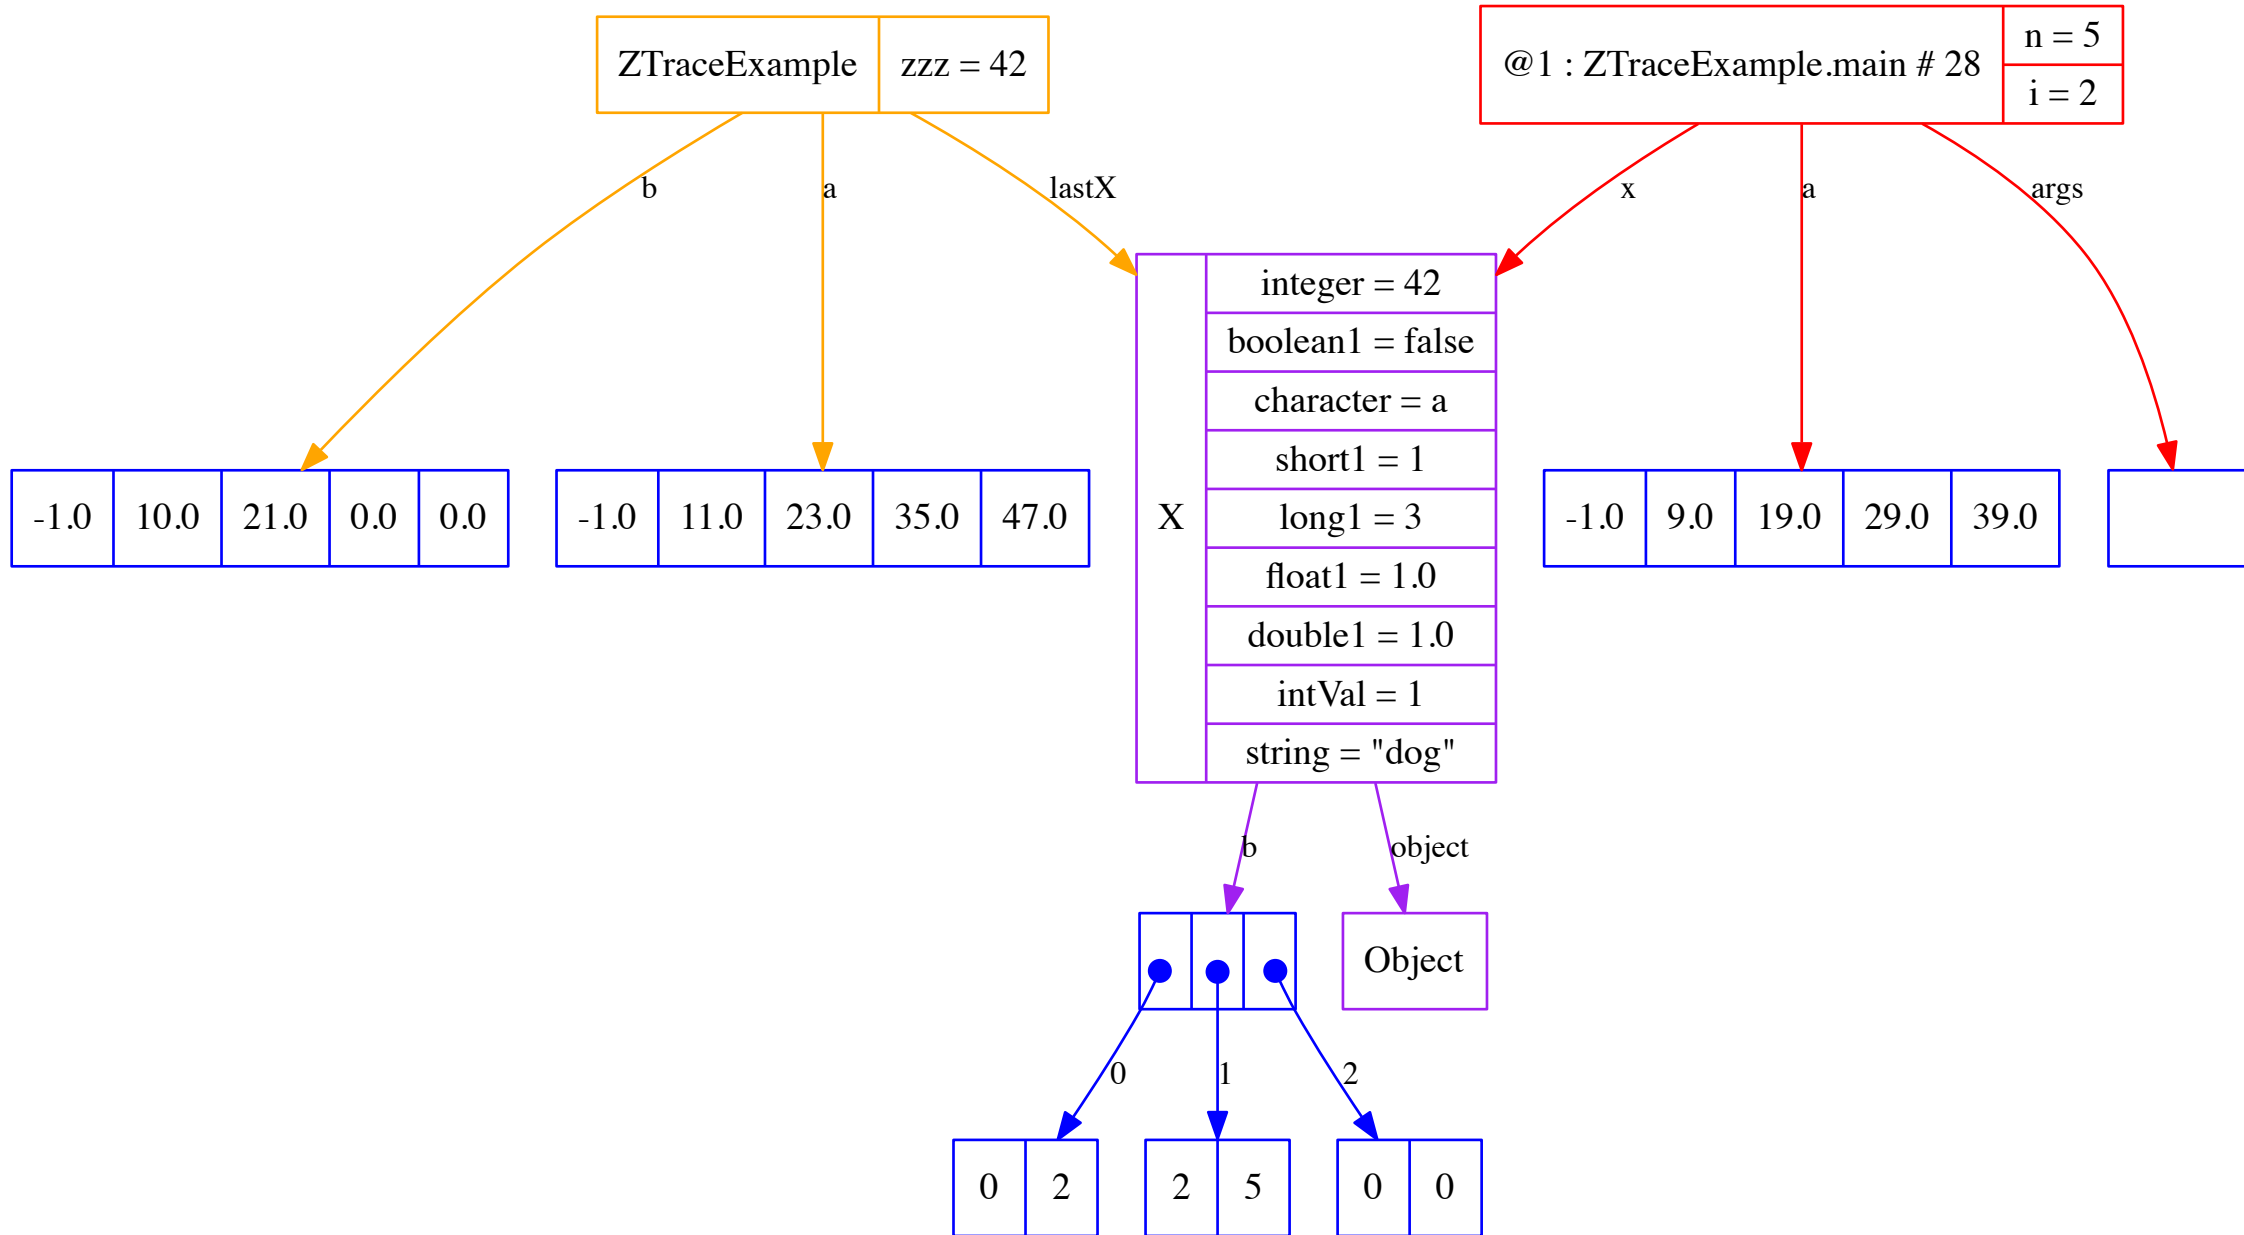 ZTraceExample
zzz = 42
@1 : ZTraceExample.main # 28
n = 5
i = 2
b
a
lastX
x
a
args
X
integer = 42
boolean1 = false
character = a
short1 = 1
long1 = 3
float1 = 1.0
double1 = 1.0
intVal = 1
string = "dog"
-1.0 10.0 21.0 0.0 0.0
-1.0 11.0 23.0 35.0 47.0
-1.0 9.0 19.0 29.0 39.0
b
object
Object
0
1
2
0 2
2 5
0 0